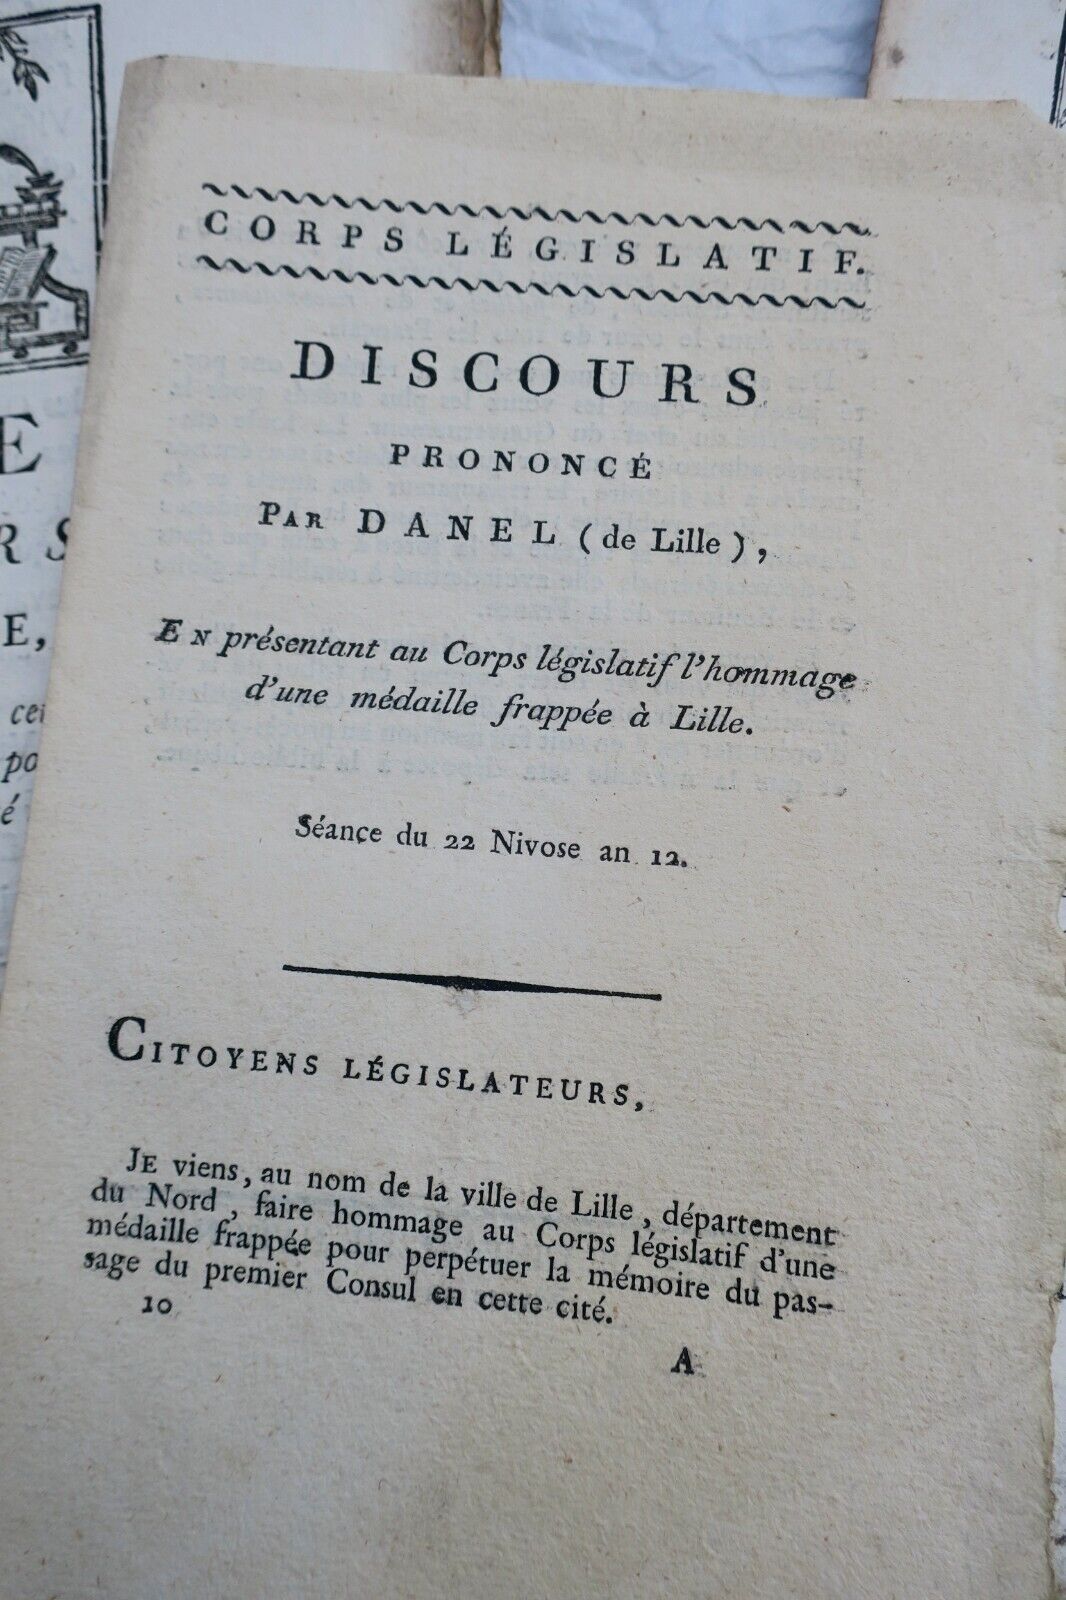 CORPS LÉGISLATIF.
DISCOURS
PRONONCÉ
PAR DANEL (de Lille),
EN présentant au Corps législatif l'hommage
d'une médaille frappée à Lille.
Séance du 22 Nivose an 12.
CITOYENS LÉGISLATEURS,
JE viens, au nom de la ville de Lille, département
du Nord, faire hommage au Corps législatif d'une
médaille frappée pour perpétuer la mémoire du pas-
sage du premier Consul en cette cité.
10
A
E
RS
E,
po
é